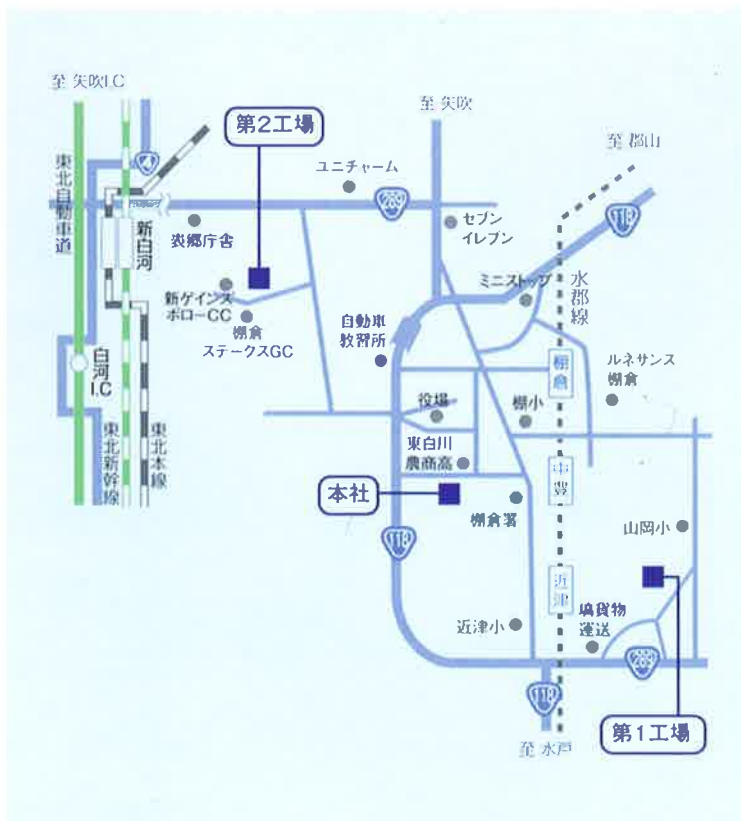 至 矢吹I.C
至 矢吹
第2工場
至 郡山
4
ユニチャーム
東北自動車道
289
118
セブン
イレブン
新白河
表郷庁舎
水郡線
ミニストップ
新ゲインズ
ボローCC
棚倉
ステークスGC
自動車
教習所
白河
I.C
棚倉
ルネサンス
棚倉
役場
棚小
東北新幹線
東北本線
東白川
農商高
中豊
本社
棚倉署
山岡小
118
近津
近津小
塙貨物
運送
289
118
第1工場
至 水戸